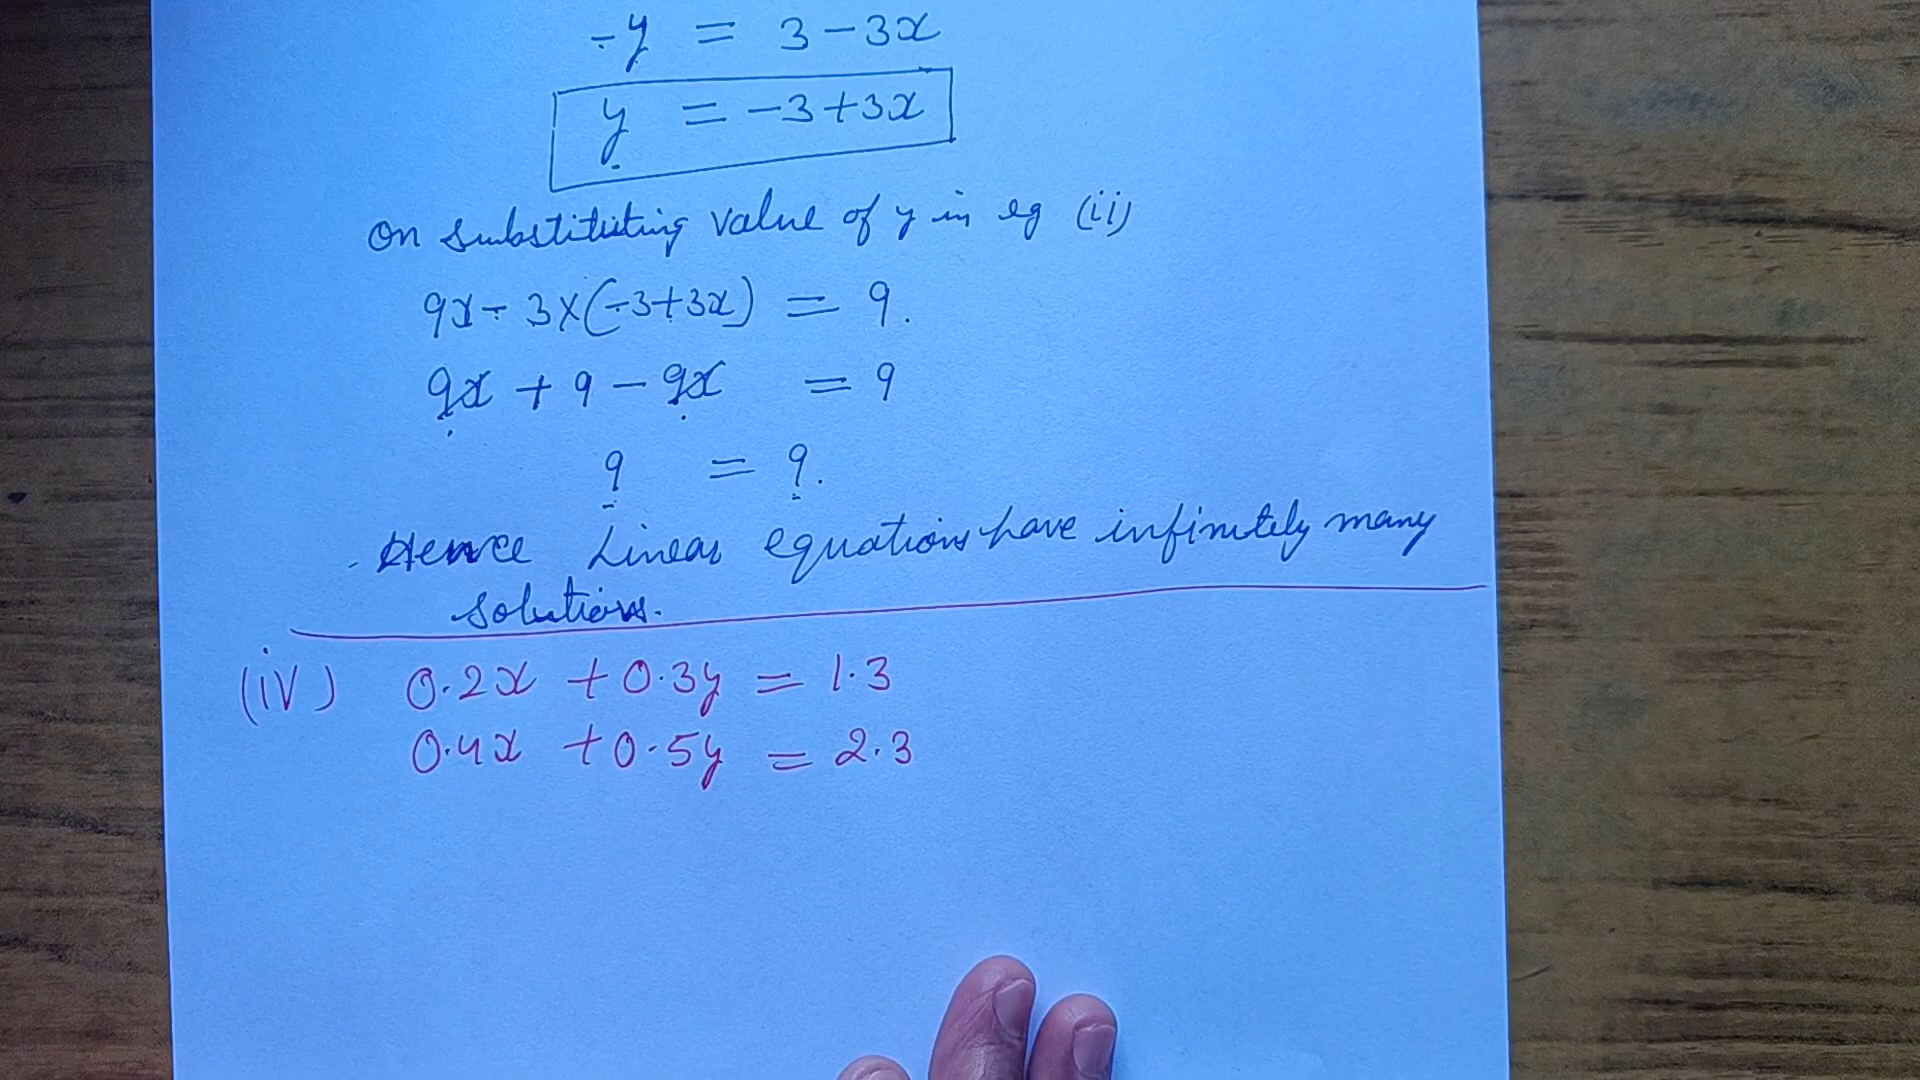 -y = 3-3x
y = -3+3x
On substituting value of y in eq (ii)
9x-3x(-3+3x) = 9.
9x + 9 - 9x = 9
9 = 9.
Hence Linear equations have infinitely many
solutions.
(iv) 0.2x + 0.3y = 1.3
0.4x + 0.5y = 2.3